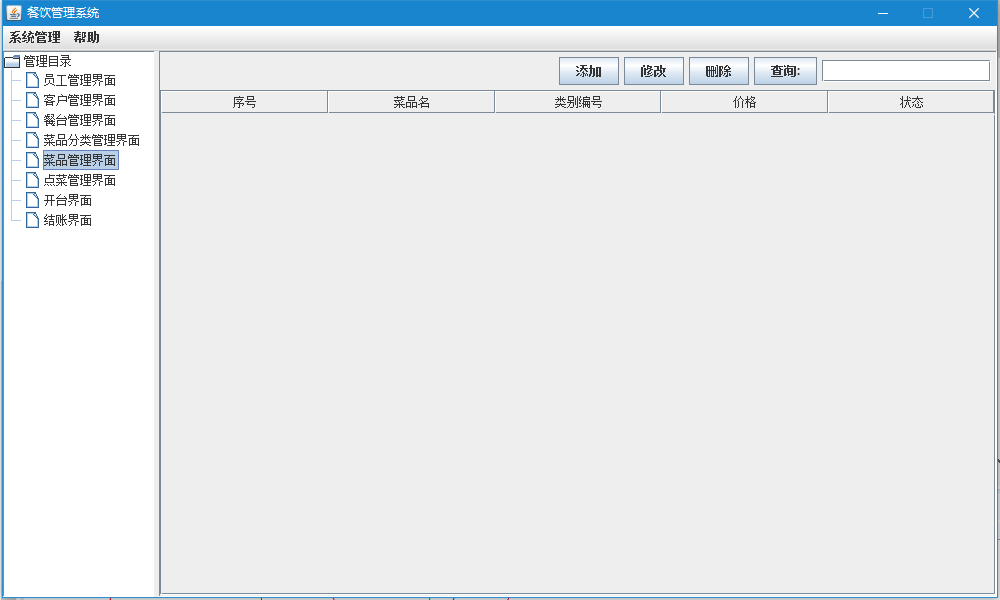 餐饮管理系统
系统管理 帮助
管理目录
员工管理界面
客户管理界面
餐台管理界面
菜品分类管理界面
菜品管理界面
点菜管理界面
开台界面
结账界面
添加 修改 删除 查询:
序号 菜品名 类别编号 价格 状态